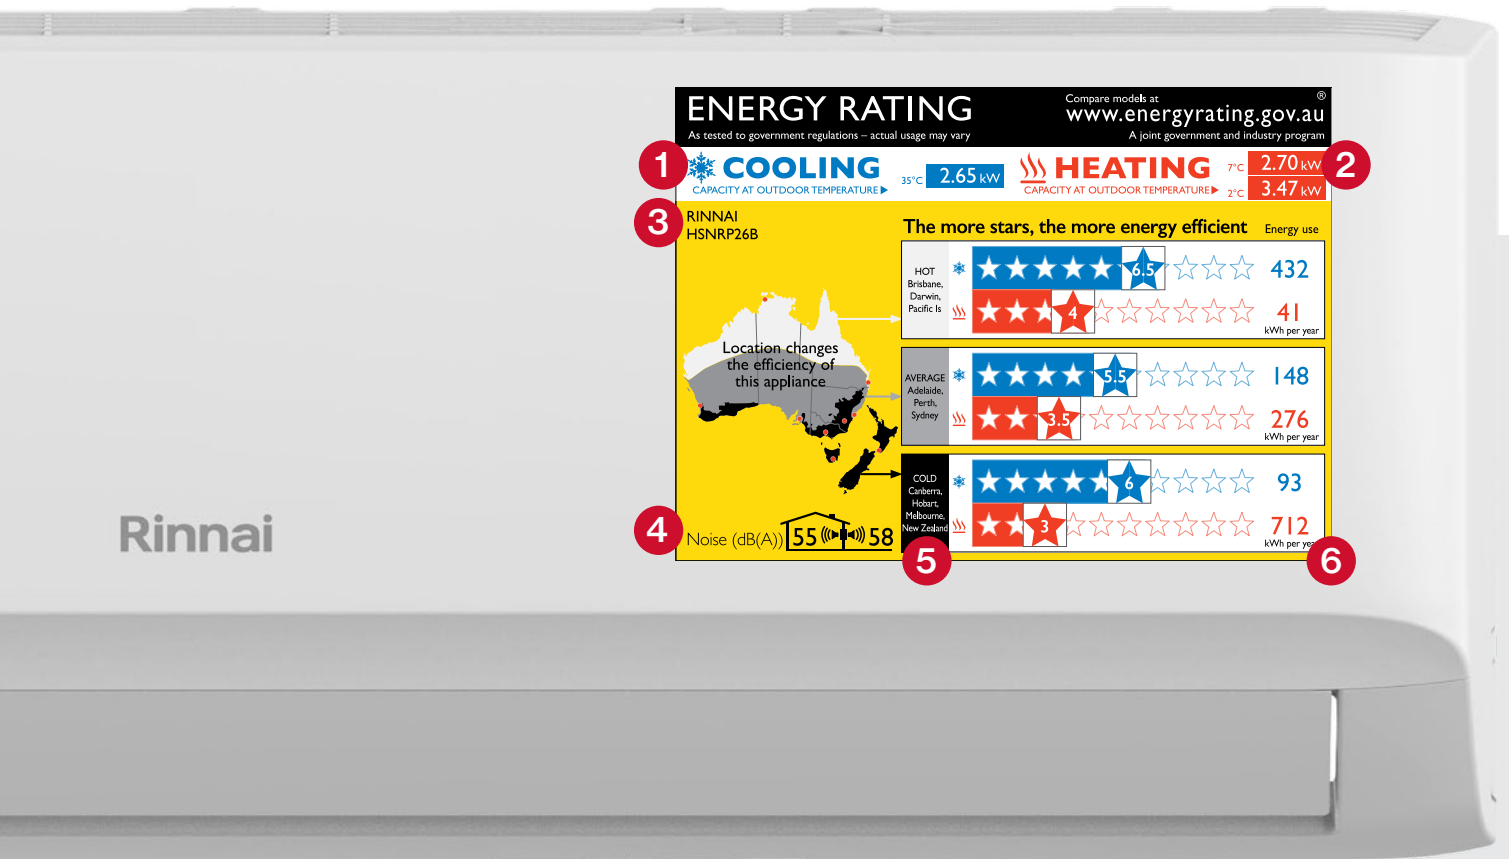 ENERGY RATING
As tested to government regulations – actual usage may vary
Compare models at
®
www.energyrating.gov.au
A joint government and industry program
1
COOLING
CAPACITY AT OUTDOOR TEMPERATURE
35°C 2.65 kW
HEATING
CAPACITY AT OUTDOOR TEMPERATURE
7°C 2.70 kW
2°C 3.47 kW
2
3
RINNAI
HSNRP26B
The more stars, the more energy efficient
Energy use
HOT
Brisbane,
Darwin,
Pacific Is
6.5
432
4
41
kWh per year
Location changes
the efficiency of
this appliance
AVERAGE
Adelaide,
Perth,
Sydney
5.5
148
3.5
276
kWh per year
COLD
Canberra,
Hobart,
Melbourne,
New Zealand
6
93
3
712
kWh per year
4
Noise (dB(A)) 55 58
5
6
Rinnai